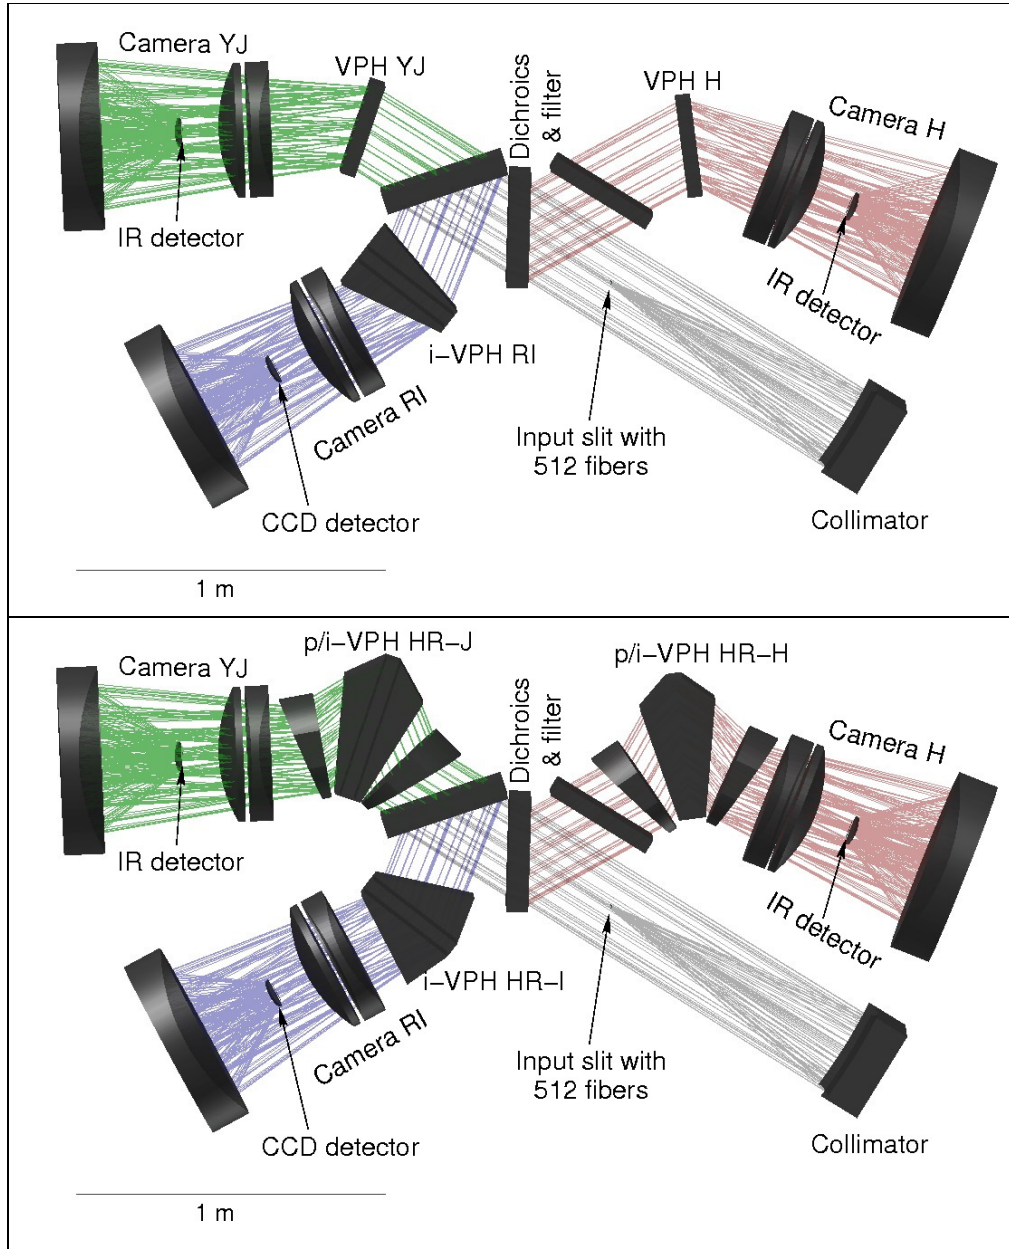 Camera YJ
VPH YJ
Dichroics
& filter
VPH H
Camera H
IR detector
IR detector
i-VPH RI
Camera RI
Input slit with
512 fibers
CCD detector
Collimator
1 m
p/i-VPH HR-J
p/i-VPH HR-H
Camera YJ
Dichroics
& filter
Camera H
IR detector
IR detector
i-VPH HR-I
Camera RI
Input slit with
512 fibers
CCD detector
Collimator
1 m